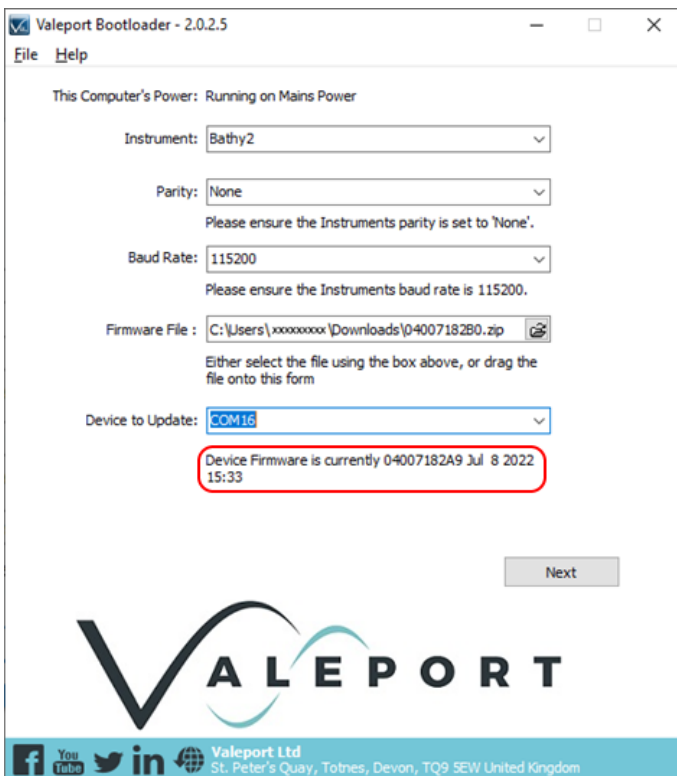 Valeport Bootloader - 2.0.2.5
File Help
This Computer's Power: Running on Mains Power
Instrument: Bathy2
Parity: None
Please ensure the Instruments parity is set to 'None'.
Baud Rate: 115200
Please ensure the Instruments baud rate is 115200.
Firmware File : C:\Users\xxxxxxxxx\Downloads\04007182B0.zip
Either select the file using the box above, or drag the
file onto this form
Device to Update: COM16
Device Firmware is currently 04007182A9 Jul 8 2022
15:33
Next
VALEPORT
You
Tube
in
Valeport Ltd
St. Peter's Quay, Totnes, Devon, TQ9 5EW United Kingdom